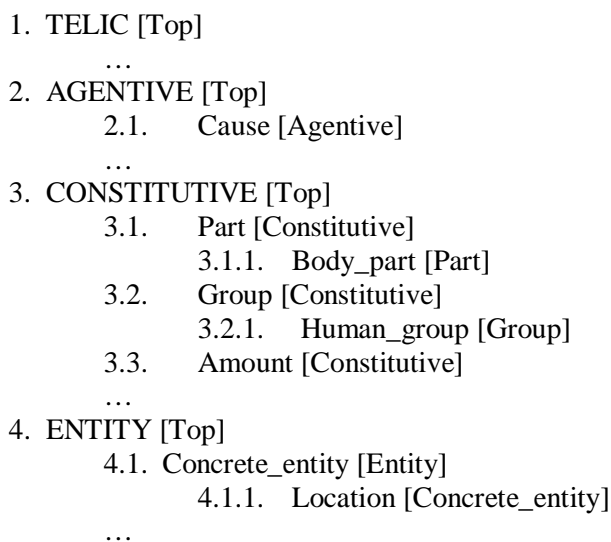 1. TELIC [Top]
…
2. AGENTIVE [Top]
2.1. Cause [Agentive]
…
3. CONSTITUTIVE [Top]
3.1. Part [Constitutive]
3.1.1. Body_part [Part]
3.2. Group [Constitutive]
3.2.1. Human_group [Group]
3.3. Amount [Constitutive]
…
4. ENTITY [Top]
4.1. Concrete_entity [Entity]
4.1.1. Location [Concrete_entity]
…